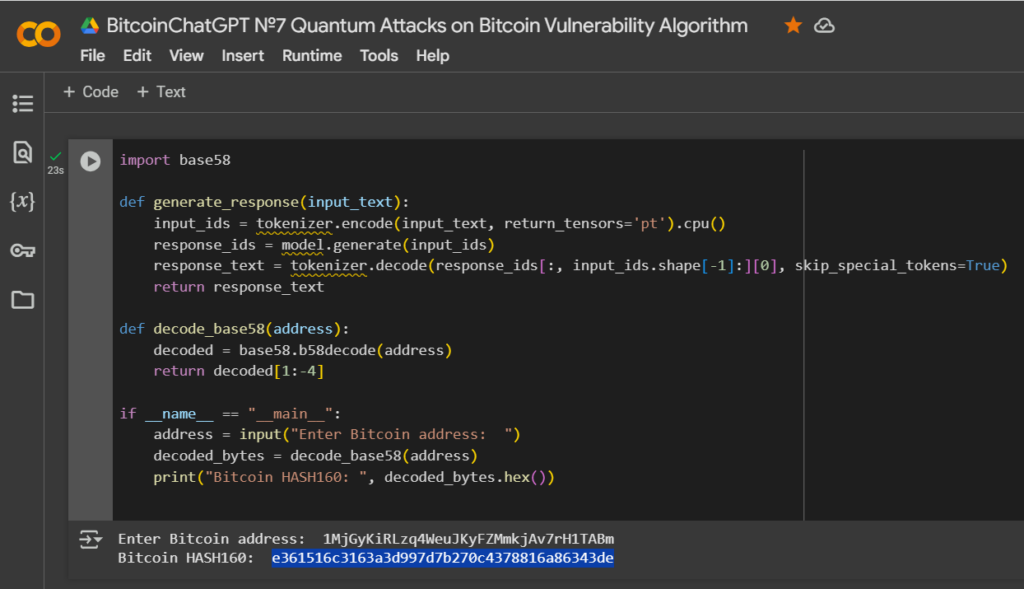 BitcoinChatGPT №7 Quantum Attacks on Bitcoin Vulnerability Algorithm
File Edit View Insert Runtime Tools Help
+ Code + Text
23s
import base58
def generate_response(input_text):
input_ids = tokenizer.encode(input_text, return_tensors='pt').cpu()
response_ids = model.generate(input_ids)
response_text = tokenizer.decode(response_ids[:, input_ids.shape[-1]:][0], skip_special_tokens=True)
return response_text
def decode_base58(address):
decoded = base58.b58decode(address)
return decoded[1:-4]
if __name__ == "__main__":
address = input("Enter Bitcoin address:  ")
decoded_bytes = decode_base58(address)
print("Bitcoin HASH160: ", decoded_bytes.hex())
Enter Bitcoin address:  1MjGyKiRLzq4WeuJKyFZMmkjAv7rH1TABm
Bitcoin HASH160:  e361516c3163a3d997d7b270c4378816a86343de